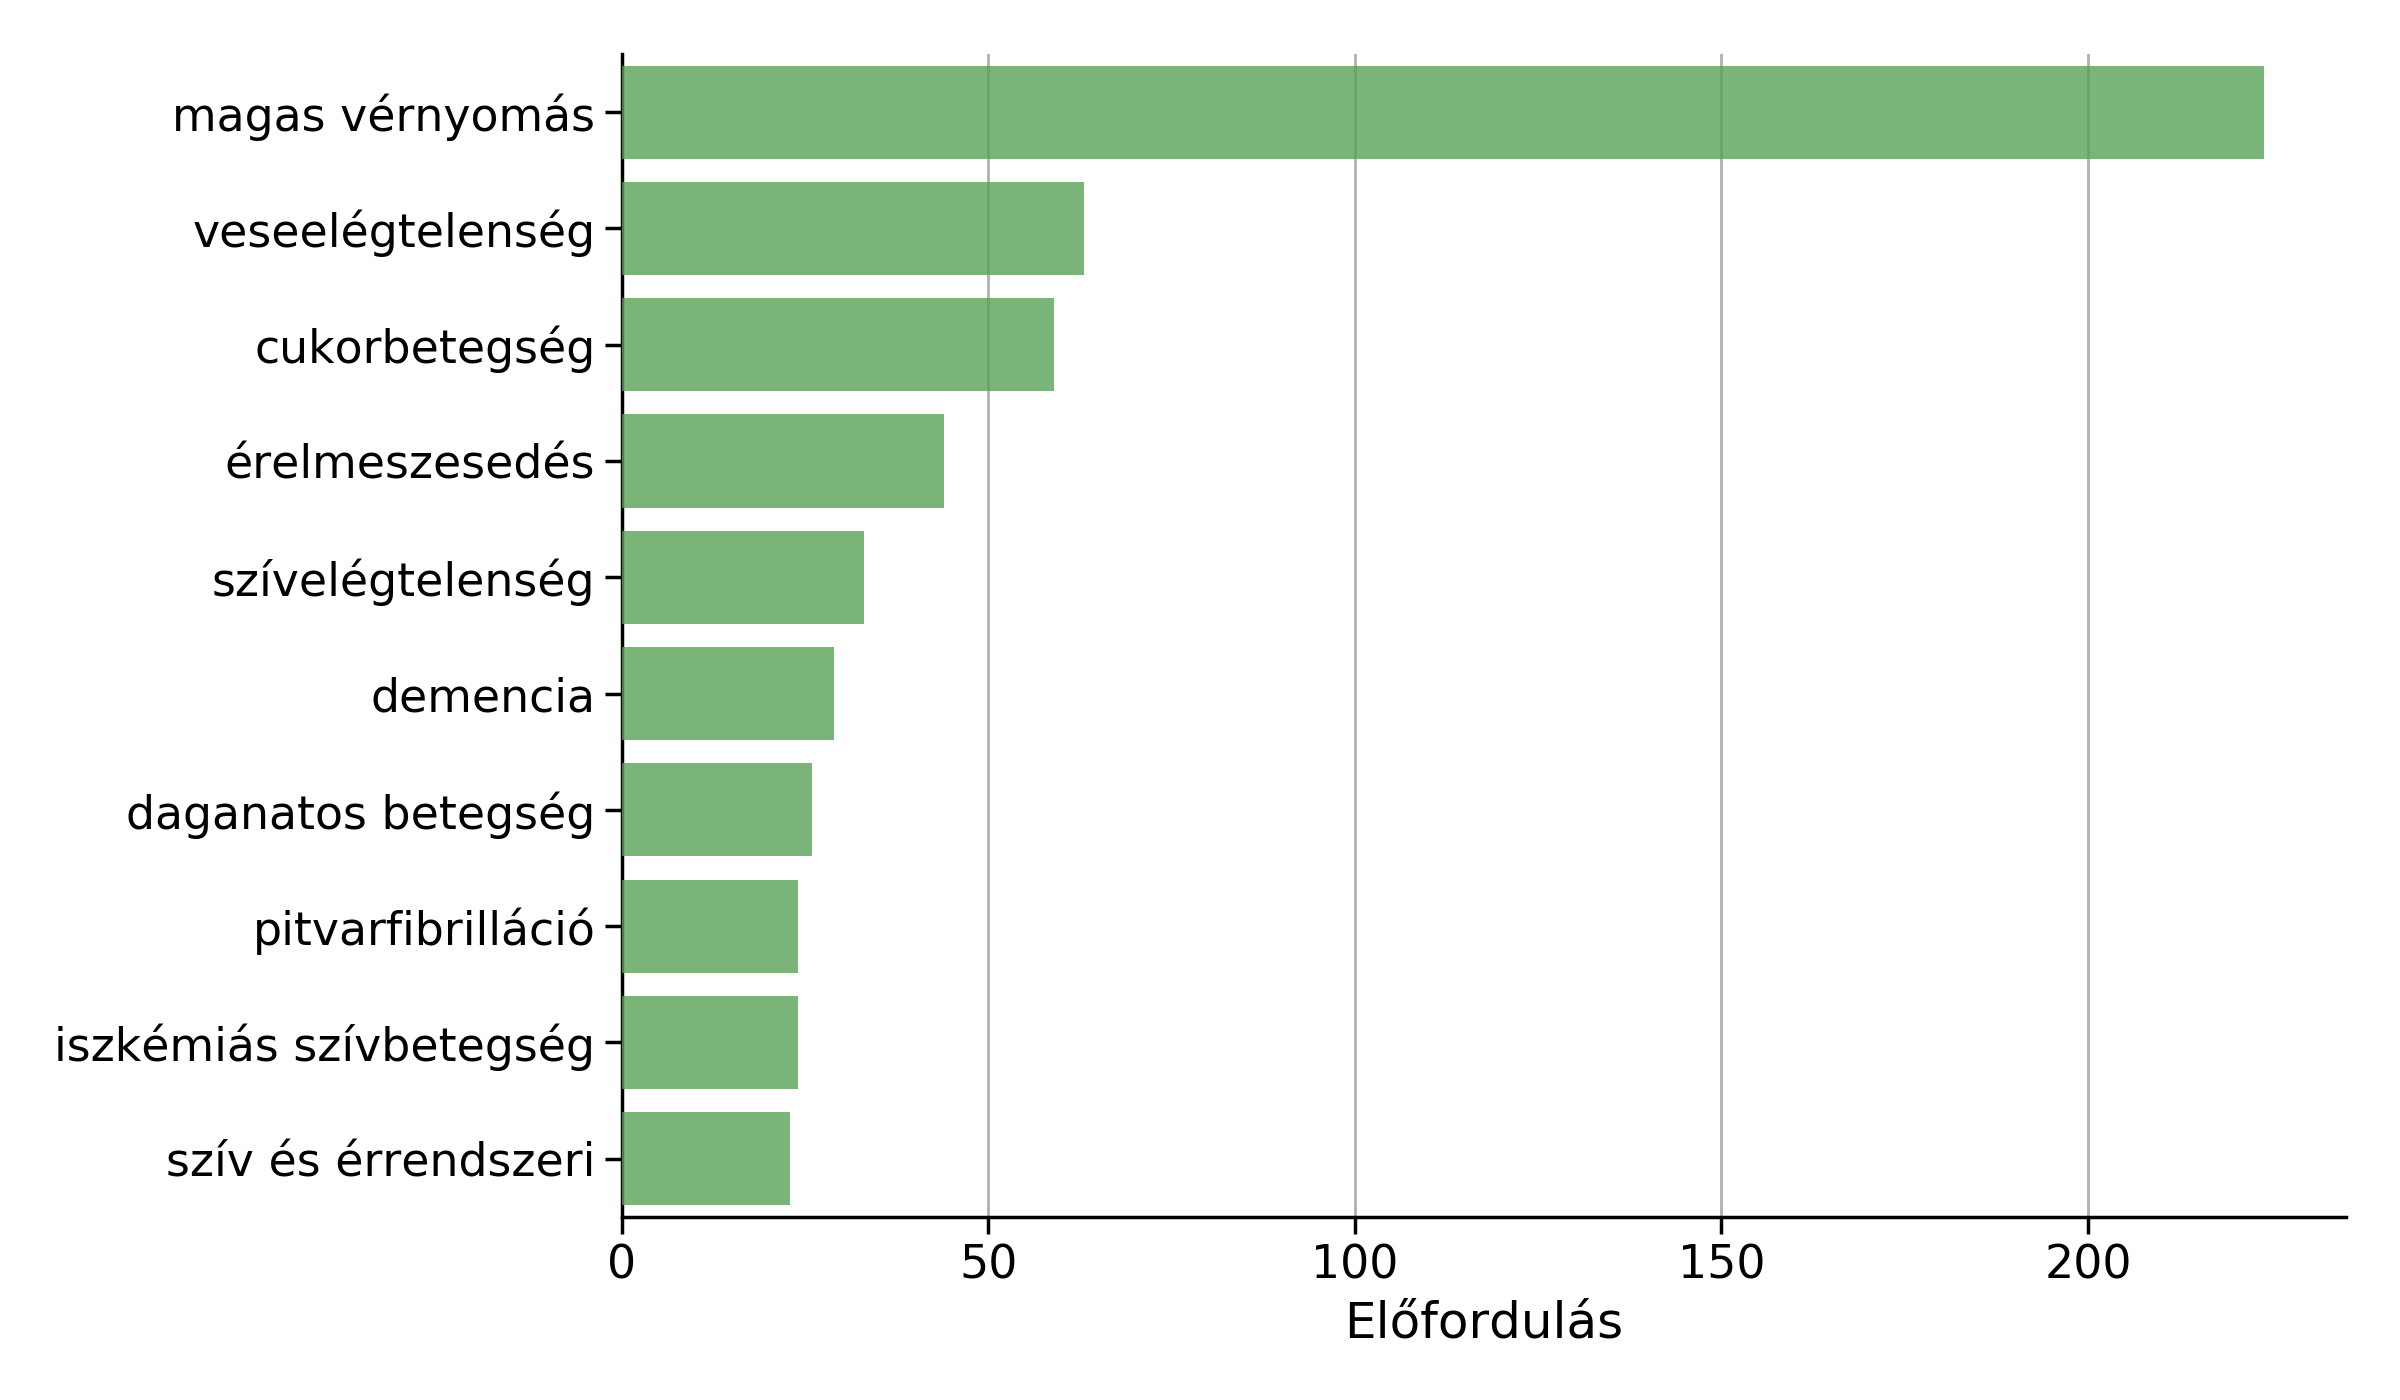 magas vérnyomás
veseelégtelenség
cukorbetegség
érelmeszesedés
szívelégtelenség
demencia
daganatos betegség
pitvarfibrilláció
iszkémiás szívbetegség
szív és érrendszeri
0 50 100 150 200
Előfordulás